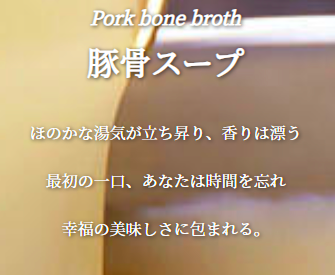 Pork bone broth
豚骨スープ
ほのかな湯気が立ち昇り、香りは漂う
最初の一口、あなたは時間を忘れ
幸福の美味しさに包まれる。